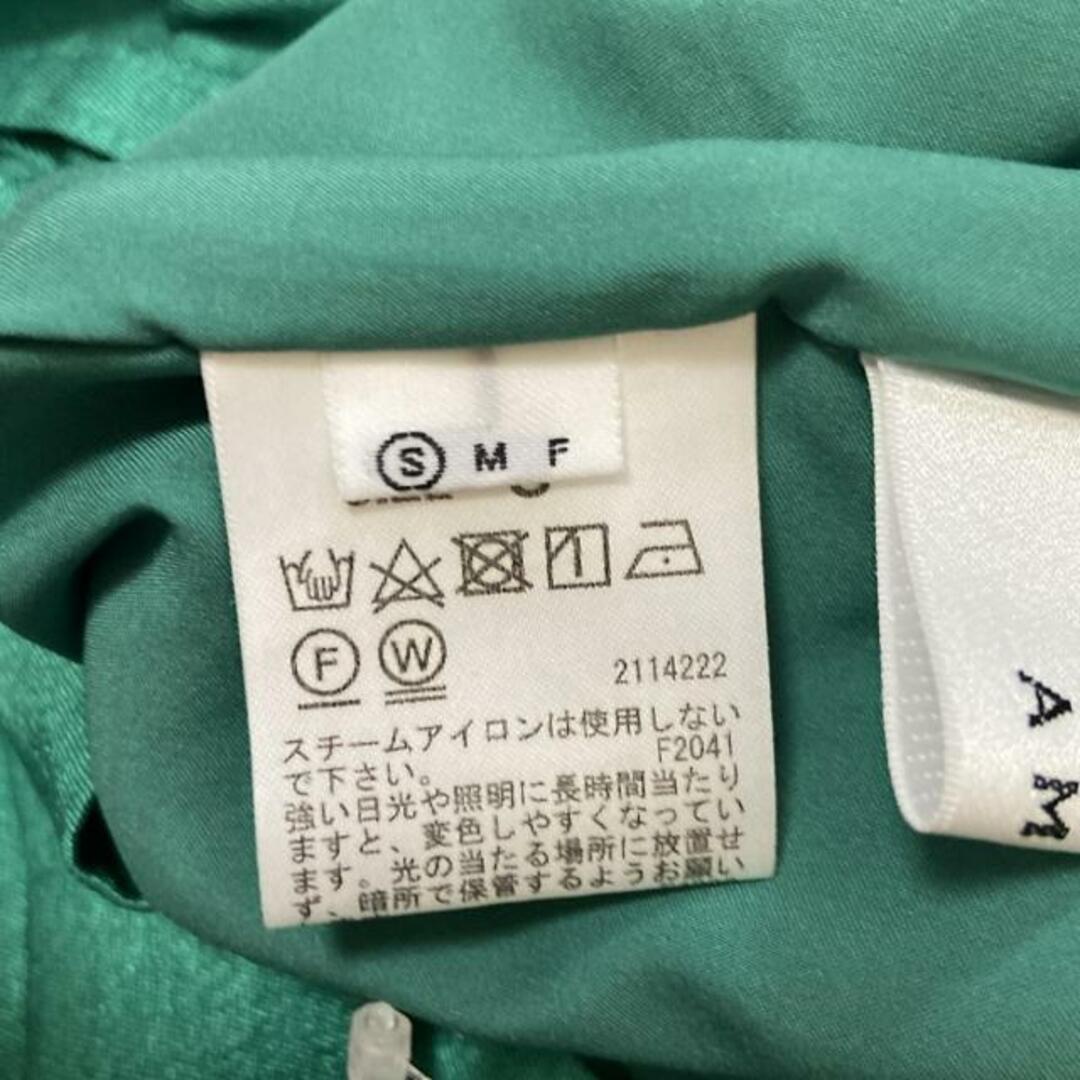 S M F
F W
2114222
スチームアイロンは使用しない
F2041
で下さい。
強い日光や照明に長時間当たり
ますと、変色しやすくなってい
ます。光の当たる場所に放置せ
ず、暗所で保管するようお願い
A
M